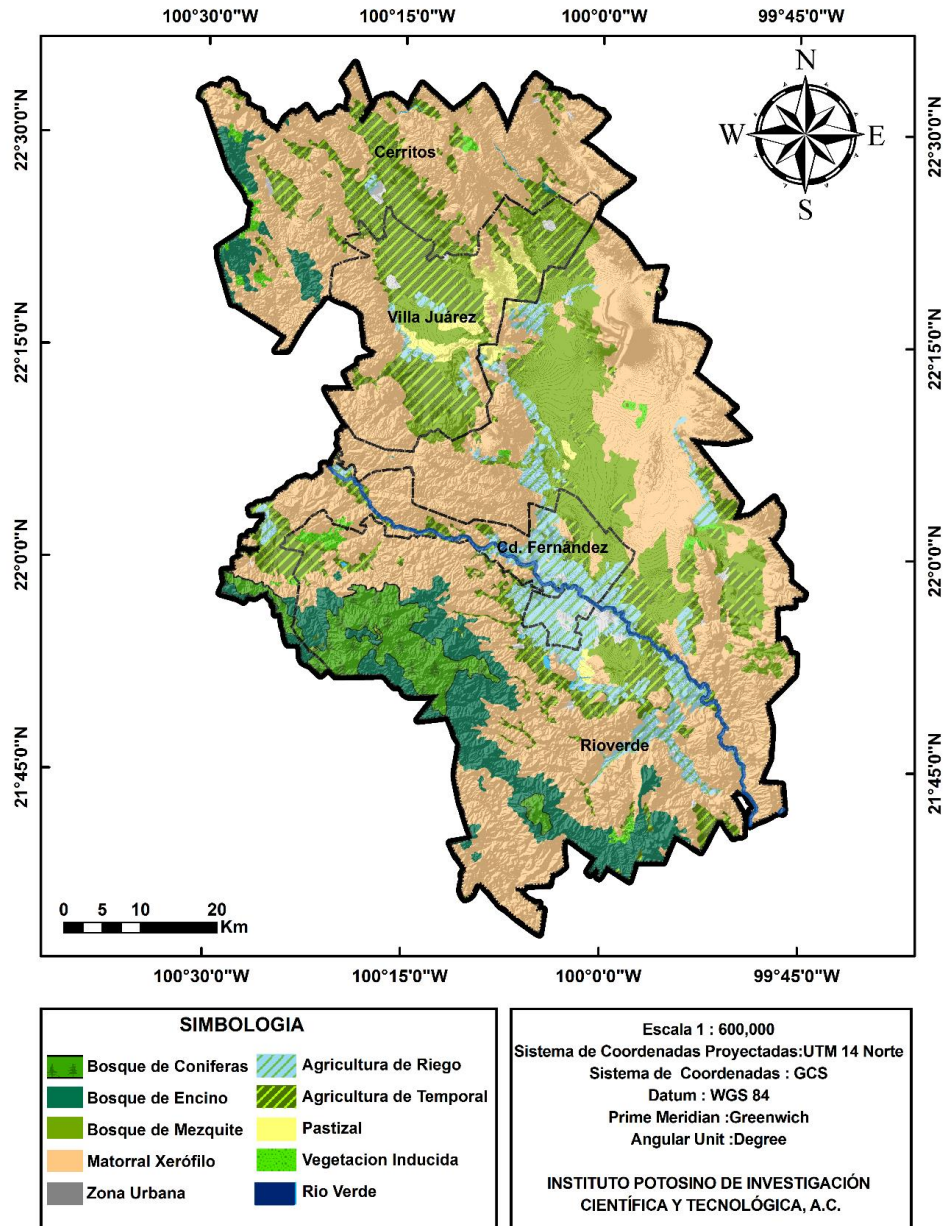 100°30'0"W 100°15'0"W 100°0'0"W 99°45'0"W
22°30'0"N
22°30'0"N
N
W E
S
Cerritos
Villa Juárez
22°15'0"N
22°15'0"N
Cd. Fernández
22°0'0"N
22°0'0"N
Rioverde
21°45'0"N
21°45'0"N
0 5 10 20
Km
100°30'0"W 100°15'0"W 100°0'0"W 99°45'0"W
SIMBOLOGIA
Bosque de Coniferas
Bosque de Encino
Bosque de Mezquite
Matorral Xerófilo
Zona Urbana
Agricultura de Riego
Agricultura de Temporal
Pastizal
Vegetacion Inducida
Rio Verde
Escala 1 : 600,000
Sistema de Coordenadas Proyectadas:UTM 14 Norte
Sistema de Coordenadas : GCS
Datum : WGS 84
Prime Meridian :Greenwich
Angular Unit :Degree
INSTITUTO POTOSINO DE INVESTIGACIÓN
CIENTÍFICA Y TECNOLÓGICA, A.C.